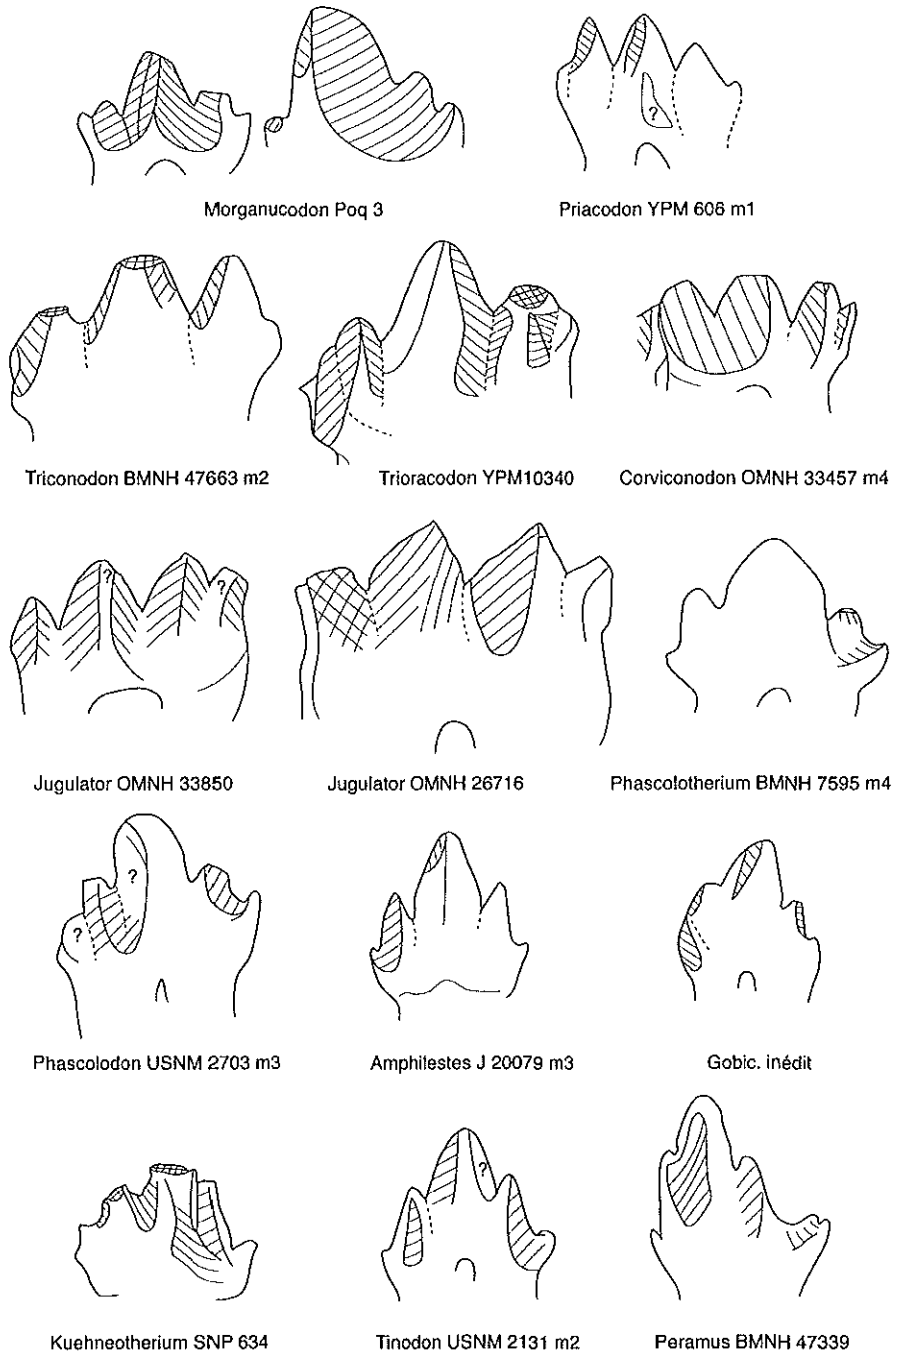 ?
Morganucodon Poq 3
Priacodon YPM 606 m1
Triconodon BMNH 47663 m2
Trioracodon YPM10340
Corviconodon OMNH 33457 m4
? ?
Jugulator OMNH 33850
Jugulator OMNH 26716
Phascolotherium BMNH 7595 m4
?
?
Phascolodon USNM 2703 m3
Amphilestes J 20079 m3
Gobic. inédit
?
Kuehneotherium SNP 634
Tinodon USNM 2131 m2
Peramus BMNH 47339